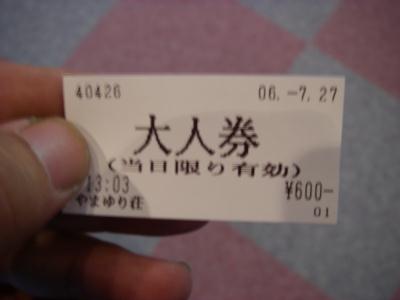 40426 06.-7.27
大人券
(当日限り有効)
13:03 ¥600-
やまゆり荘 01